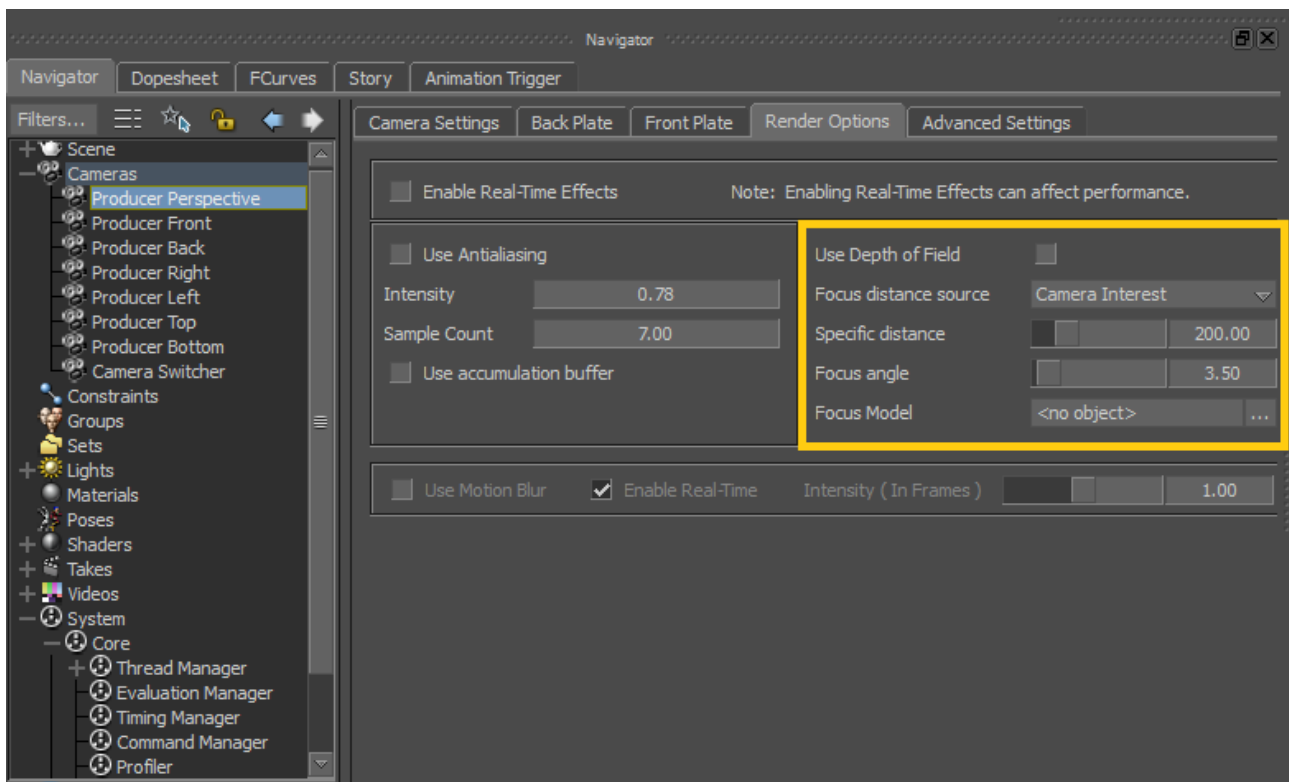 Navigator
Navigator Dopesheet FCurves Story Animation Trigger
Filters...
Scene
Cameras
Producer Perspective
Producer Front
Producer Back
Producer Right
Producer Left
Producer Top
Producer Bottom
Camera Switcher
Constraints
Groups
Sets
Lights
Materials
Poses
Shaders
Takes
Videos
System
Core
Thread Manager
Evaluation Manager
Timing Manager
Command Manager
Profiler
Camera Settings Back Plate Front Plate Render Options Advanced Settings
Enable Real-Time Effects Note: Enabling Real-Time Effects can affect performance.
Use Antialiasing
Intensity 0.78
Sample Count 7.00
Use accumulation buffer
Use Depth of Field
Focus distance source Camera Interest
Specific distance 200.00
Focus angle 3.50
Focus Model <no object> ...
Use Motion Blur Enable Real-Time Intensity ( In Frames ) 1.00